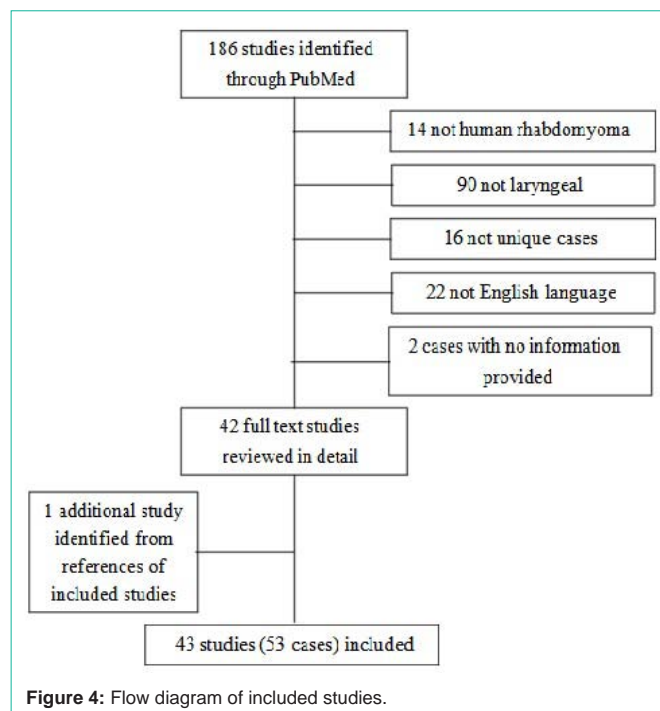 186 studies identified
through PubMed
14 not human rhabdomyoma
90 not laryngeal
16 not unique cases
22 not English language
2 cases with no information
provided
42 full text studies
reviewed in detail
1 additional study
identified from
references of
included studies
43 studies (53 cases) included
Figure 4: Flow diagram of included studies.